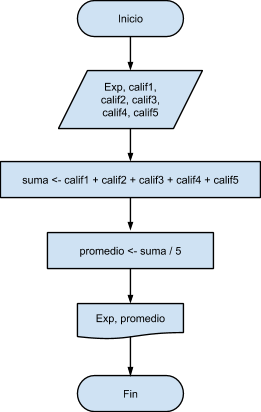 Inicio
Exp, calif1,
calif2, calif3,
calif4, calif5
suma <- calif1 + calif2 + calif3 + calif4 + calif5
promedio <- suma / 5
Exp, promedio
Fin